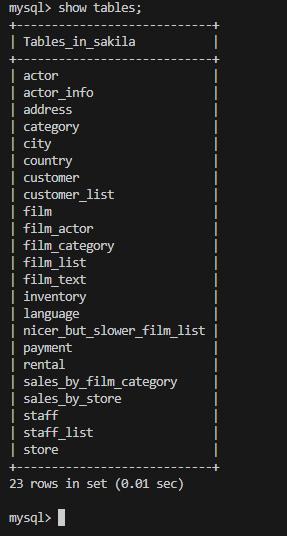 mysql> show tables;
+----------------------------+
| Tables_in_sakila           |
+----------------------------+
| actor                      |
| actor_info                 |
| address                    |
| category                   |
| city                       |
| country                    |
| customer                   |
| customer_list              |
| film                       |
| film_actor                 |
| film_category              |
| film_list                  |
| film_text                  |
| inventory                  |
| language                   |
| nicer_but_slower_film_list |
| payment                    |
| rental                     |
| sales_by_film_category     |
| sales_by_store             |
| staff                      |
| staff_list                 |
| store                      |
+----------------------------+
23 rows in set (0.01 sec)
mysql>